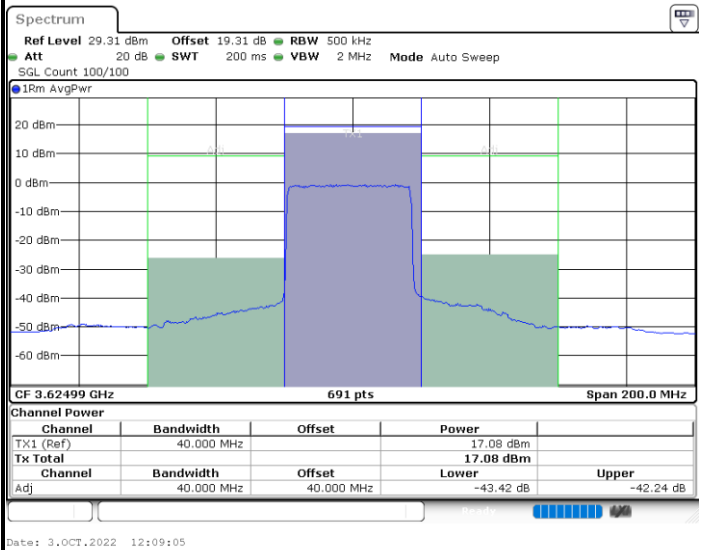 Spectrum
Ref Level 29.31 dBm Offset 19.31 dB RBW 500 kHz
Att 20 dB SWT 200 ms VBW 2 MHz Mode Auto Sweep
SGL Count 100/100
1Rm AvgPwr
20 dBm
Adj TX1 Adj
10 dBm
0 dBm
-10 dBm
-20 dBm
-30 dBm
-40 dBm
-50 dBm
-60 dBm
CF 3.62499 GHz 691 pts Span 200.0 MHz
Channel Power
Channel Bandwidth Offset Power
TX1 (Ref) 40.000 MHz 17.08 dBm
Tx Total 17.08 dBm
Channel Bandwidth Offset Lower Upper
Adj 40.000 MHz 40.000 MHz -43.42 dB -42.24 dB
Ready
Date: 3.OCT.2022 12:09:05